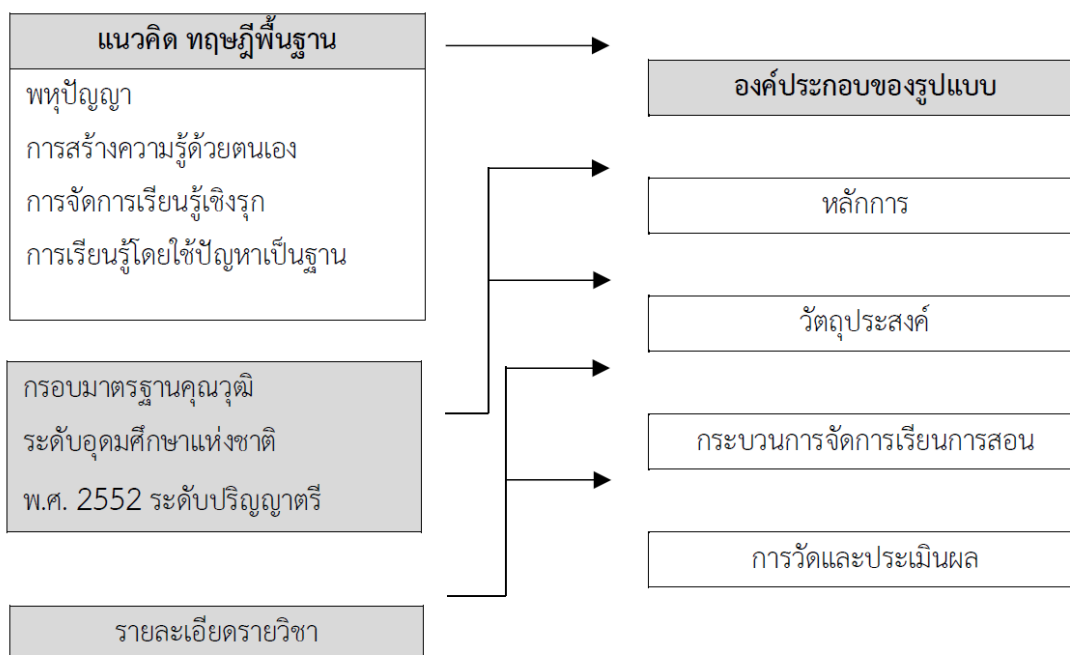 แนวคิด ทฤษฎีพื้นฐาน
พหุปัญญา
การสร้างความรู้ด้วยตนเอง
การจัดการเรียนรู้เชิงรุก
การเรียนรู้โดยใช้ปัญหาเป็นฐาน
กรอบมาตรฐานคุณวุฒิ
ระดับอุดมศึกษาแห่งชาติ
พ.ศ. 2552 ระดับปริญญาตรี
รายละเอียดรายวิชา
องค์ประกอบของรูปแบบ
หลักการ
วัตถุประสงค์
กระบวนการจัดการเรียนการสอน
การวัดและประเมินผล